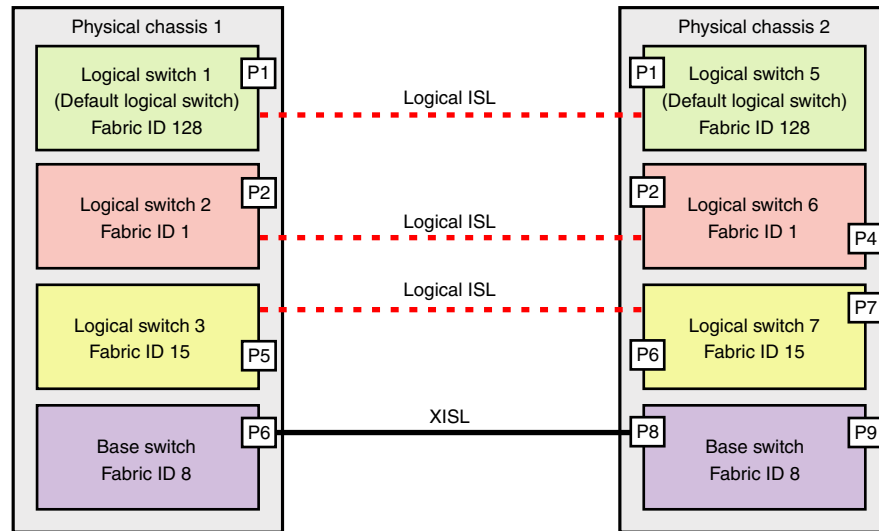 Physical chassis 1
Physical chassis 2
Logical switch 1
(Default logical switch)
Fabric ID 128
P1
Logical ISL
P1
Logical switch 5
(Default logical switch)
Fabric ID 128
Logical switch 2
Fabric ID 1
P2
Logical ISL
P2
Logical switch 6
Fabric ID 1
P4
Logical switch 3
Fabric ID 15
P5
Logical ISL
P7
Logical switch 7
Fabric ID 15
P6
Base switch
Fabric ID 8
P6
XISL
P8
Base switch
Fabric ID 8
P9